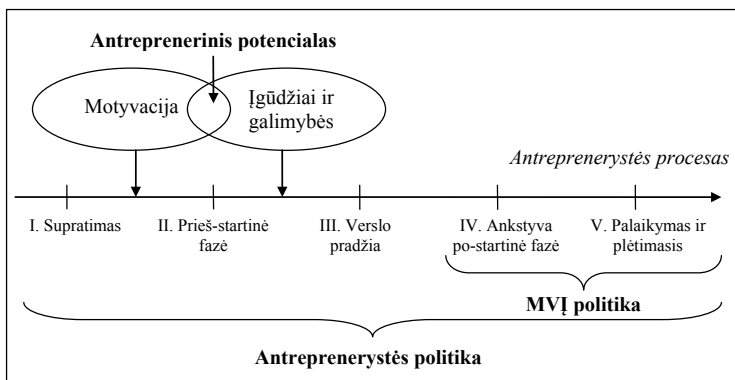 Antreprenerinis potencialas
Motyvacija
Įgūdžiai ir
galimybės
Antreprenerystės procesas
I. Supratimas
II. Prieš-startinė
fazė
III. Verslo
pradžia
IV. Ankstyva
po-startinė fazė
V. Palaikymas ir
plėtimasis
MVĮ politika
Antreprenerystės politika